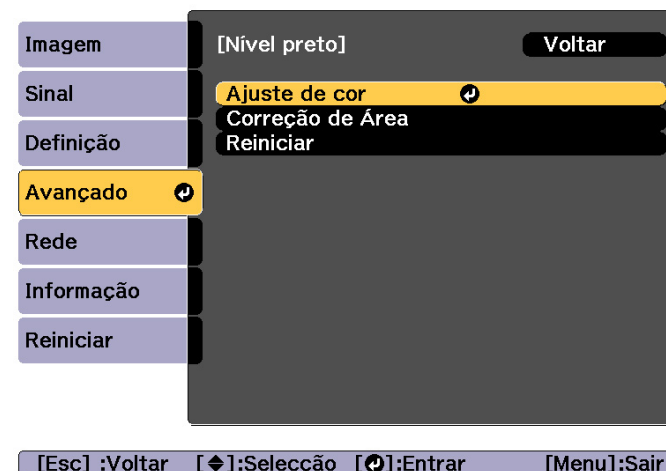 Imagem
Sinal
Definição
Avançado
Rede
Informação
Reiniciar
[Nível preto] Voltar
Ajuste de cor
Correção de Área
Reiniciar
[Esc] :Voltar [◆]:Selecção [↵]:Entrar [Menu]:Sair